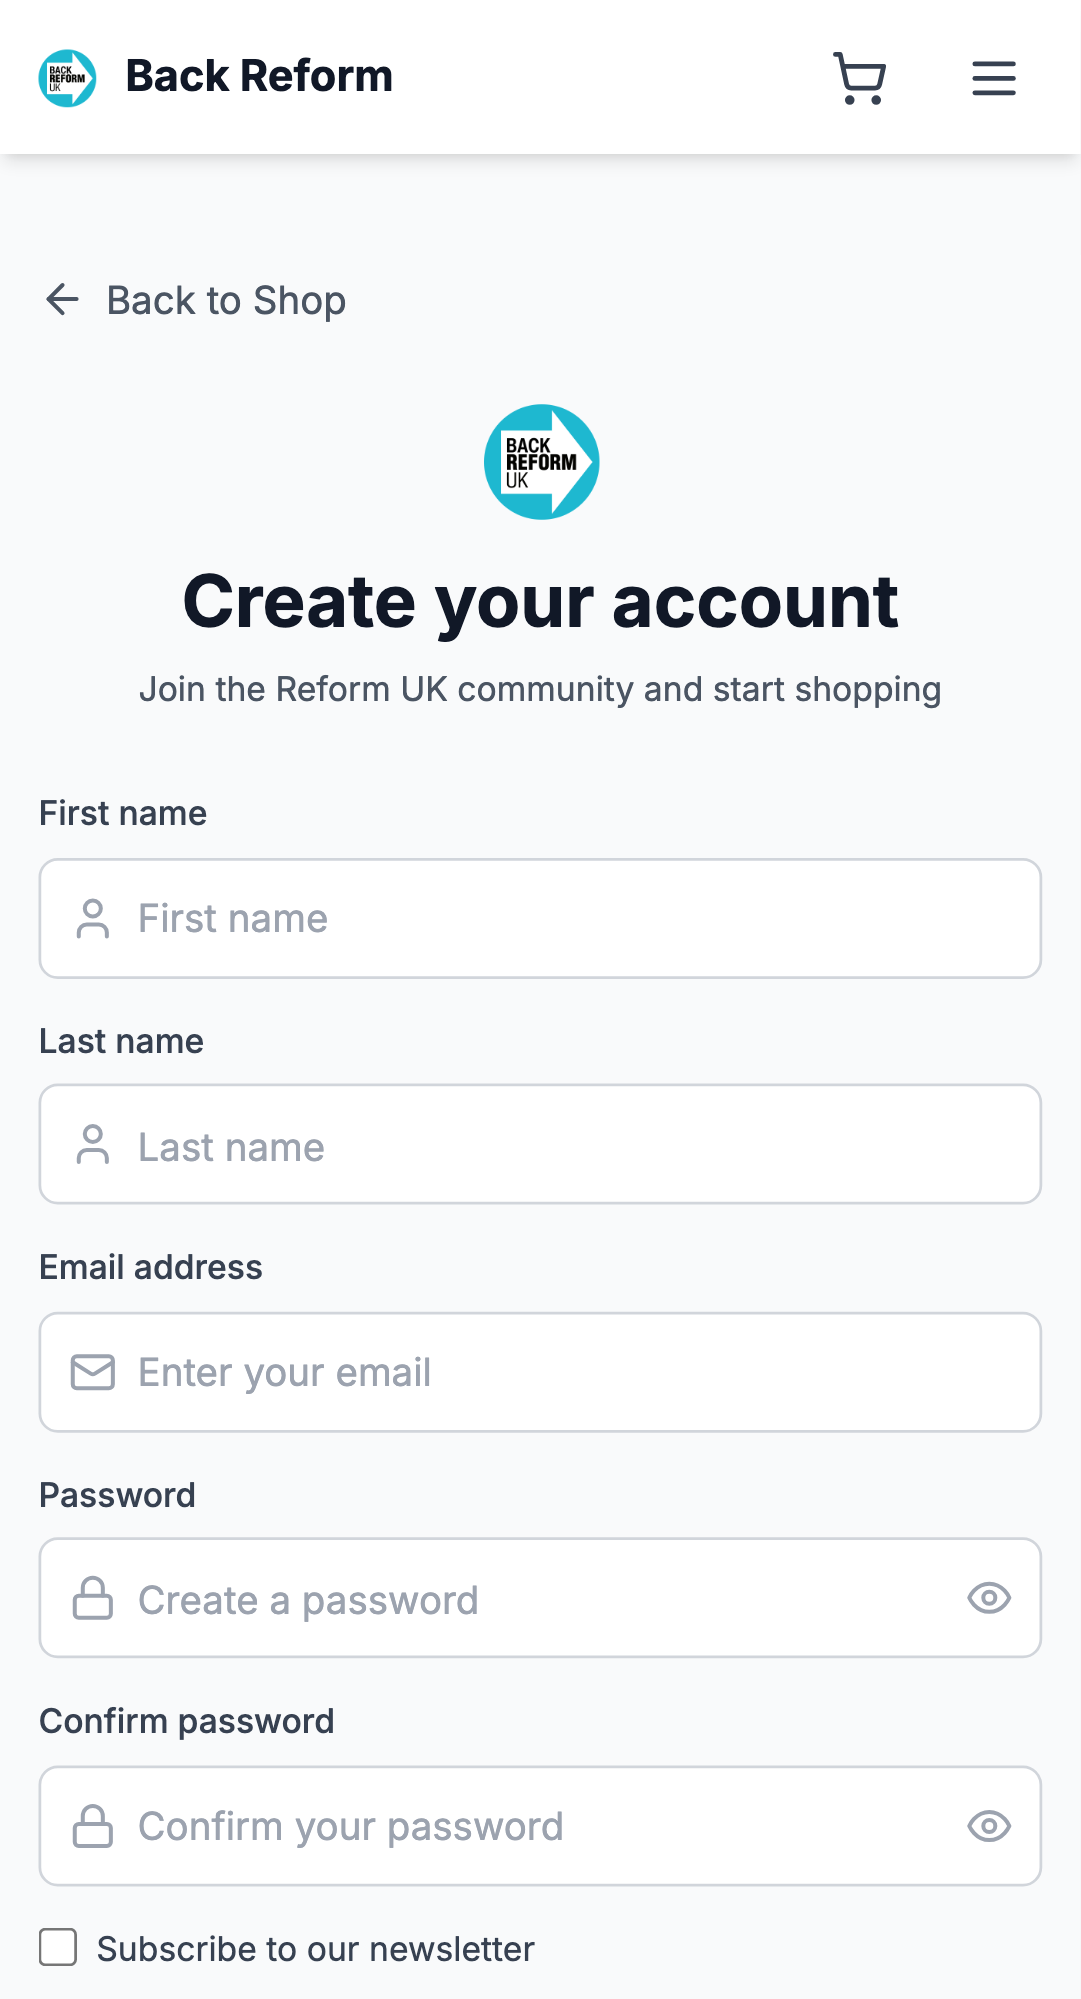 BACK
REFORM
UK
Back Reform
Back to Shop
BACK
REFORM
UK
Create your account
Join the Reform UK community and start shopping
First name
First name
Last name
Last name
Email address
Enter your email
Password
Create a password
Confirm password
Confirm your password
Subscribe to our newsletter